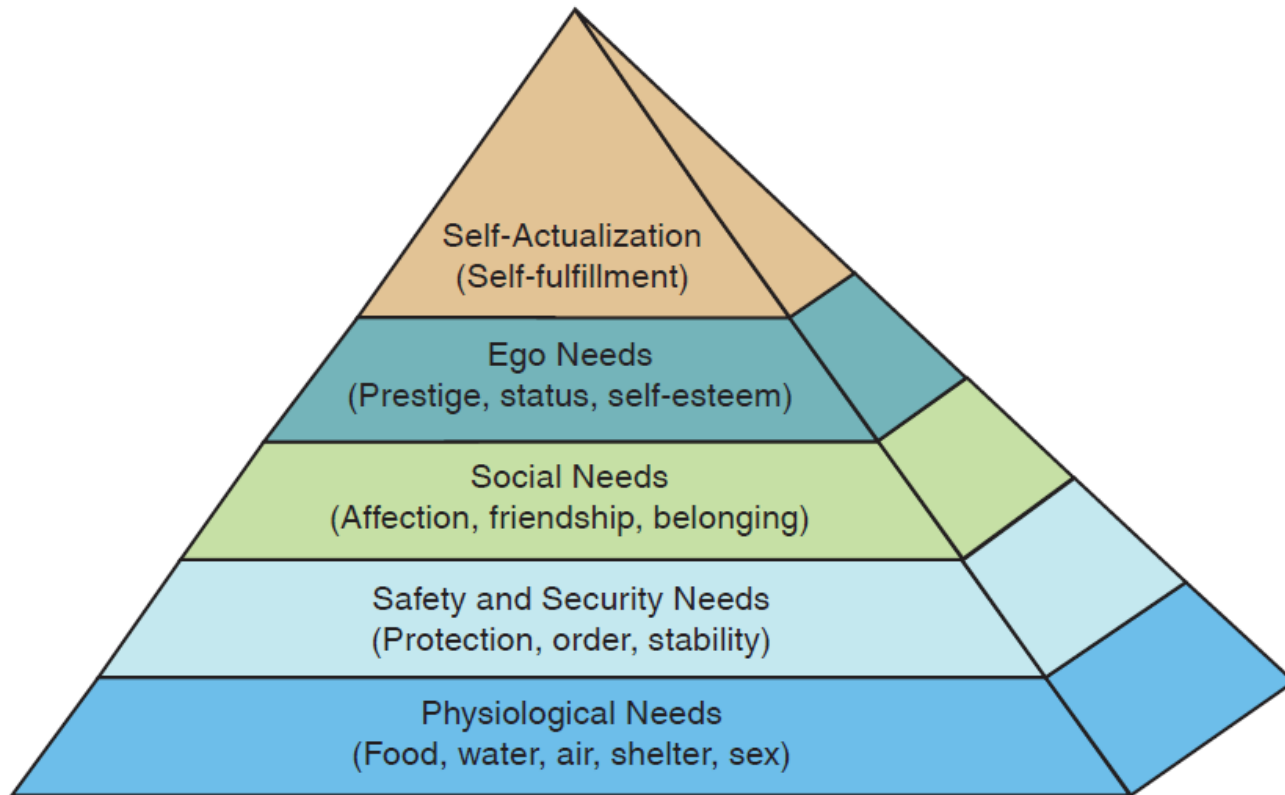 Self-Actualization
(Self-fulfillment)
Ego Needs
(Prestige, status, self-esteem)
Social Needs
(Affection, friendship, belonging)
Safety and Security Needs
(Protection, order, stability)
Physiological Needs
(Food, water, air, shelter, sex)